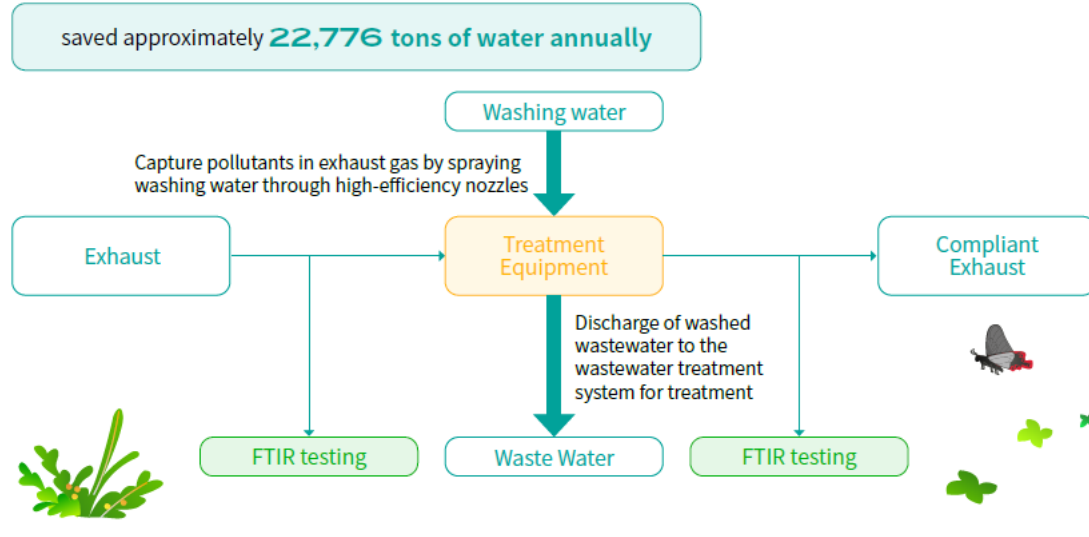 saved approximately 22,776 tons of water annually
Washing water
Capture pollutants in exhaust gas by spraying
washing water through high-efficiency nozzles
Exhaust
Treatment
Equipment
Compliant
Exhaust
Discharge of washed
wastewater to the
wastewater treatment
system for treatment
FTIR testing
Waste Water
FTIR testing